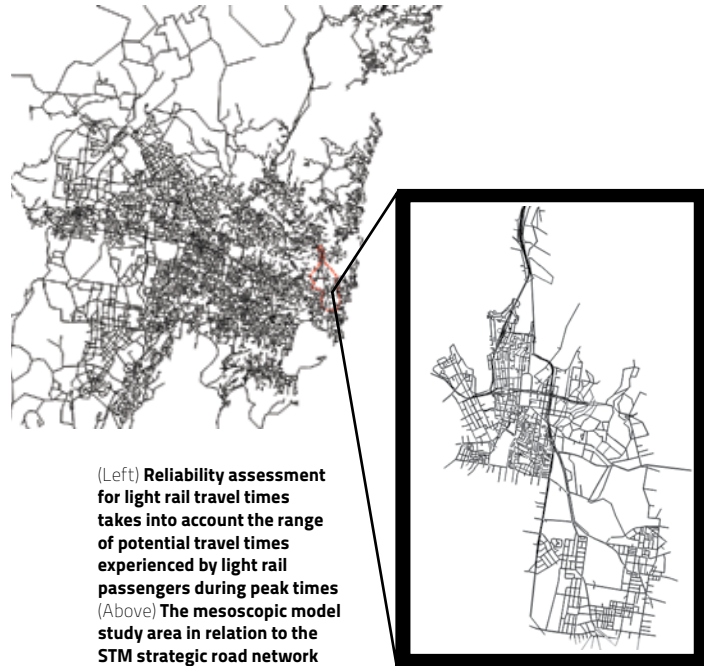 (Left) Reliability assessment
for light rail travel times
takes into account the range
of potential travel times
experienced by light rail
passengers during peak times
(Above) The mesoscopic model
study area in relation to the
STM strategic road network